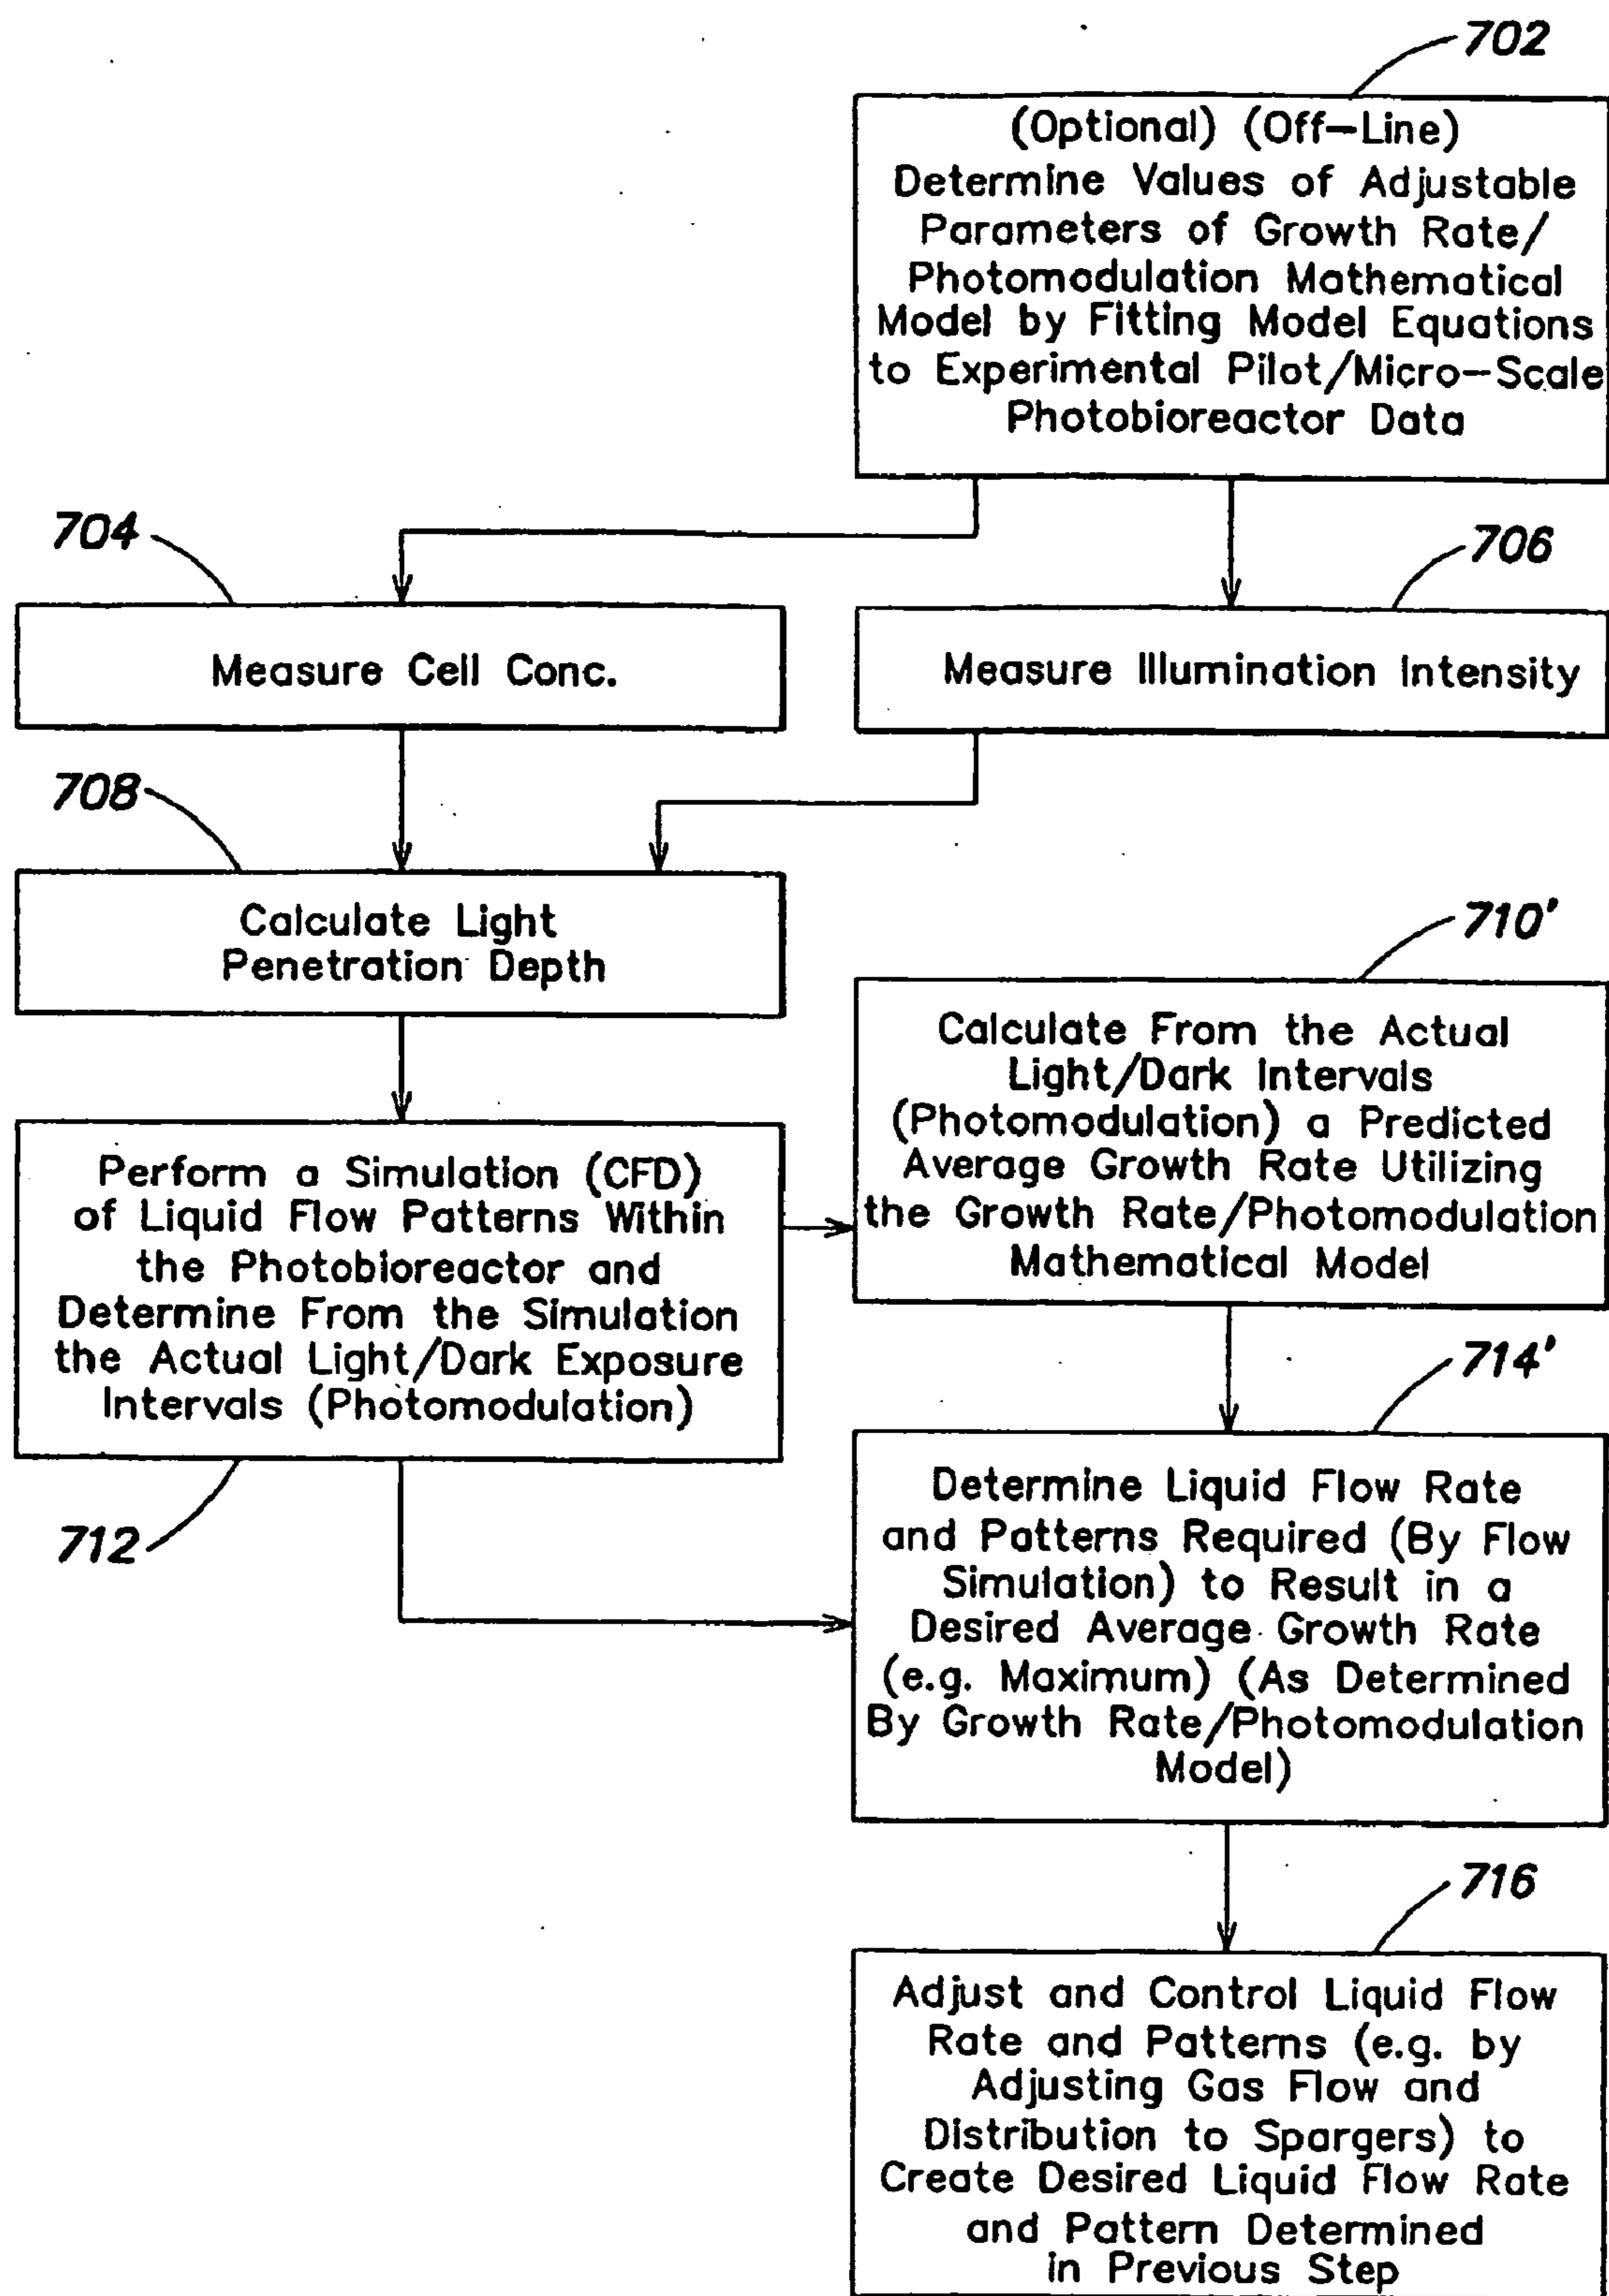 702
(Optional) (Off-Line)
Determine Values of Adjustable
Parameters of Growth Rate/
Photomodulation Mathematical
Model by Fitting Model Equations
to Experimental Pilot/Micro-Scale
Photobioreactor Data
704
706
Measure Cell Conc.
Measure Illumination Intensity
708
Calculate Light
Penetration Depth
710'
Calculate From the Actual
Light/Dark Intervals
(Photomodulation) a Predicted
Average Growth Rate Utilizing
the Growth Rate/Photomodulation
Mathematical Model
Perform a Simulation (CFD)
of Liquid Flow Patterns Within
the Photobioreactor and
Determine From the Simulation
the Actual Light/Dark Exposure
Intervals (Photomodulation)
712
714'
Determine Liquid Flow Rate
and Patterns Required (By Flow
Simulation) to Result in a
Desired Average Growth Rate
(e.g. Maximum) (As Determined
By Growth Rate/Photomodulation
Model)
716
Adjust and Control Liquid Flow
Rate and Patterns (e.g. by
Adjusting Gas Flow and
Distribution to Spargers) to
Create Desired Liquid Flow Rate
and Pattern Determined
in Previous Step